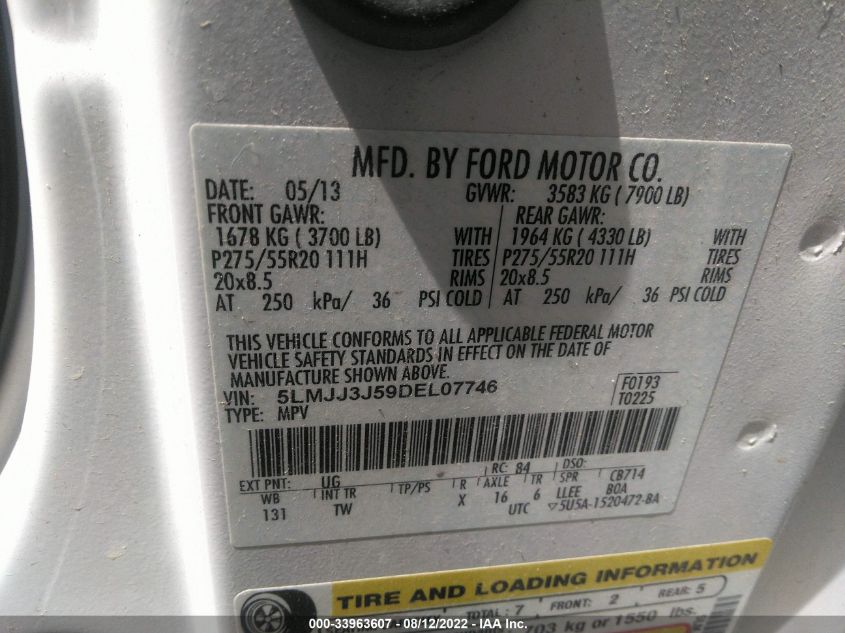 MFD. BY FORD MOTOR CO.
DATE: 05/13 GVWR: 3583 KG ( 7900 LB)
FRONT GAWR: REAR GAWR:
1678 KG ( 3700 LB) WITH 1964 KG ( 4330 LB) WITH
P275/55R20 111H TIRES P275/55R20 111H TIRES
20x8.5 RIMS 20x8.5 RIMS
AT 250 kPa/ 36 PSI COLD AT 250 kPa/ 36 PSI COLD
THIS VEHICLE CONFORMS TO ALL APPLICABLE FEDERAL MOTOR
VEHICLE SAFETY STANDARDS IN EFFECT ON THE DATE OF
MANUFACTURE SHOWN ABOVE.
VIN: 5LMJJ3J59DEL07746 F0193
TYPE: MPV T0225
EXT PNT: UG RC: 84 DSO: CB714
WB INT TR TP/PS R AXLE TR SPR BOA
131 TW X 16 6 LLEE
UTC ▽5U5A-1520472-BA
TIRE AND LOADING INFORMATION
TOTAL: 7 FRONT: 2 REAR: 5
703 kg or 1550 lbs.
000-33963607 - 08/12/2022 - IAA Inc.